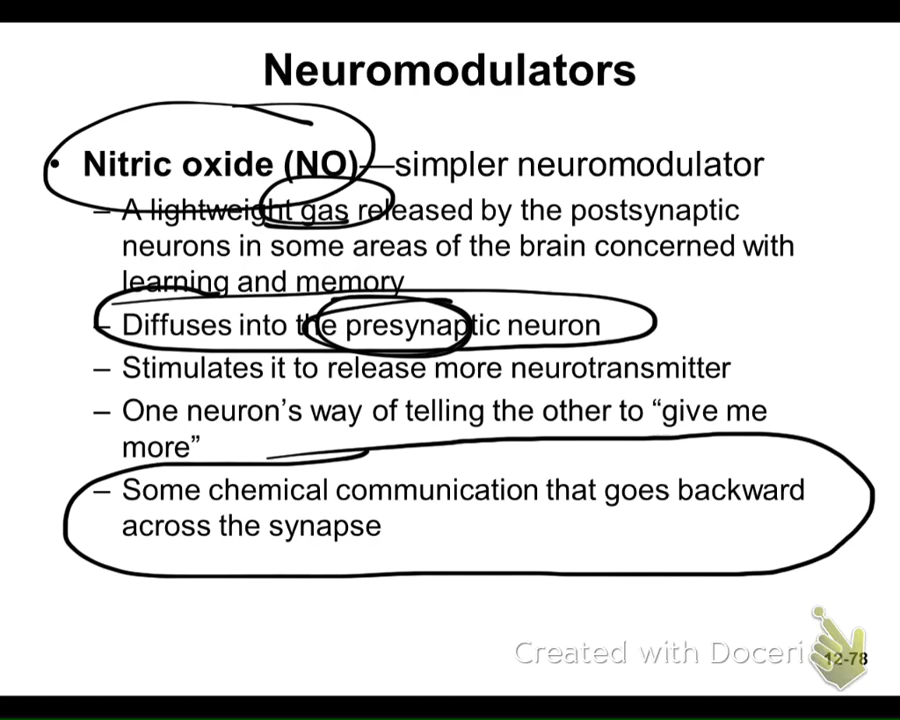 Neuromodulators
• Nitric oxide (NO)—simpler neuromodulator
– A lightweight gas released by the postsynaptic
neurons in some areas of the brain concerned with
learning and memory
– Diffuses into the presynaptic neuron
– Stimulates it to release more neurotransmitter
– One neuron’s way of telling the other to “give me
more”
– Some chemical communication that goes backward
across the synapse
Created with Doceri
12-78